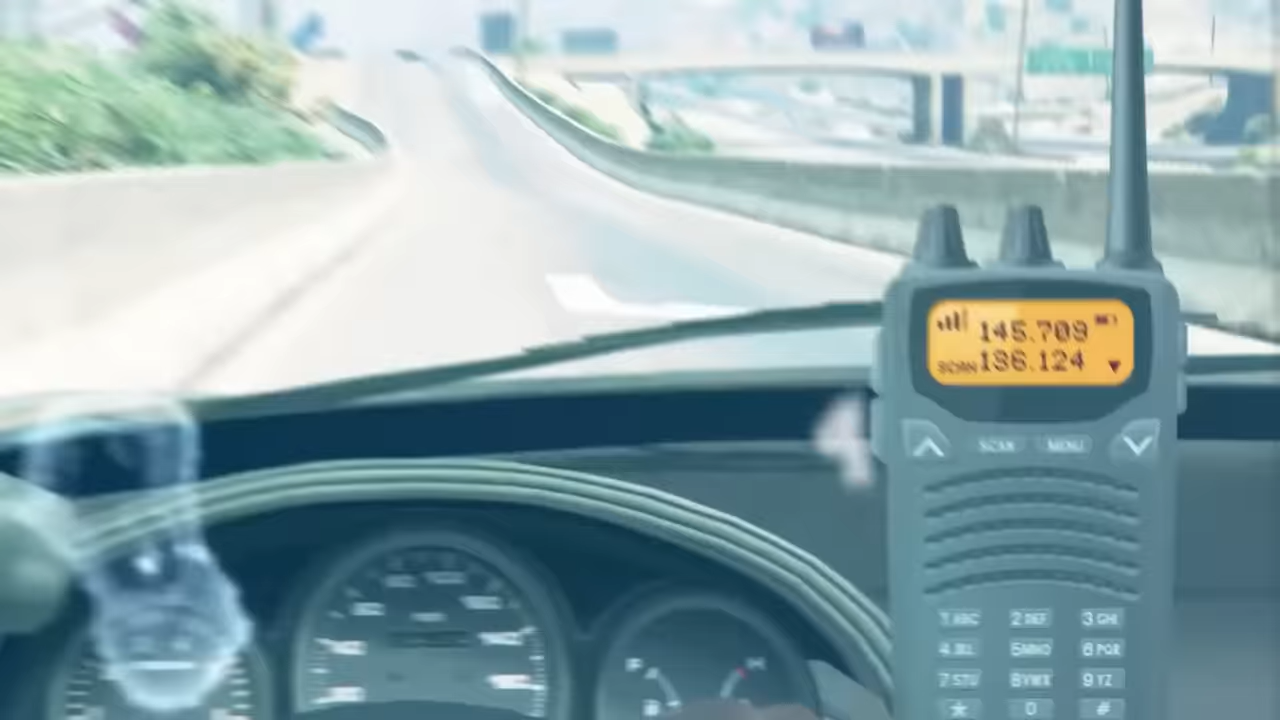 145.709
SCAN 136.124
SCAN MENU
1 ABC 2 DEF 3 GHI
4 JKL 5 MNO 6 PQR
7 STU 8 VWX 9 YZ
* 0 #